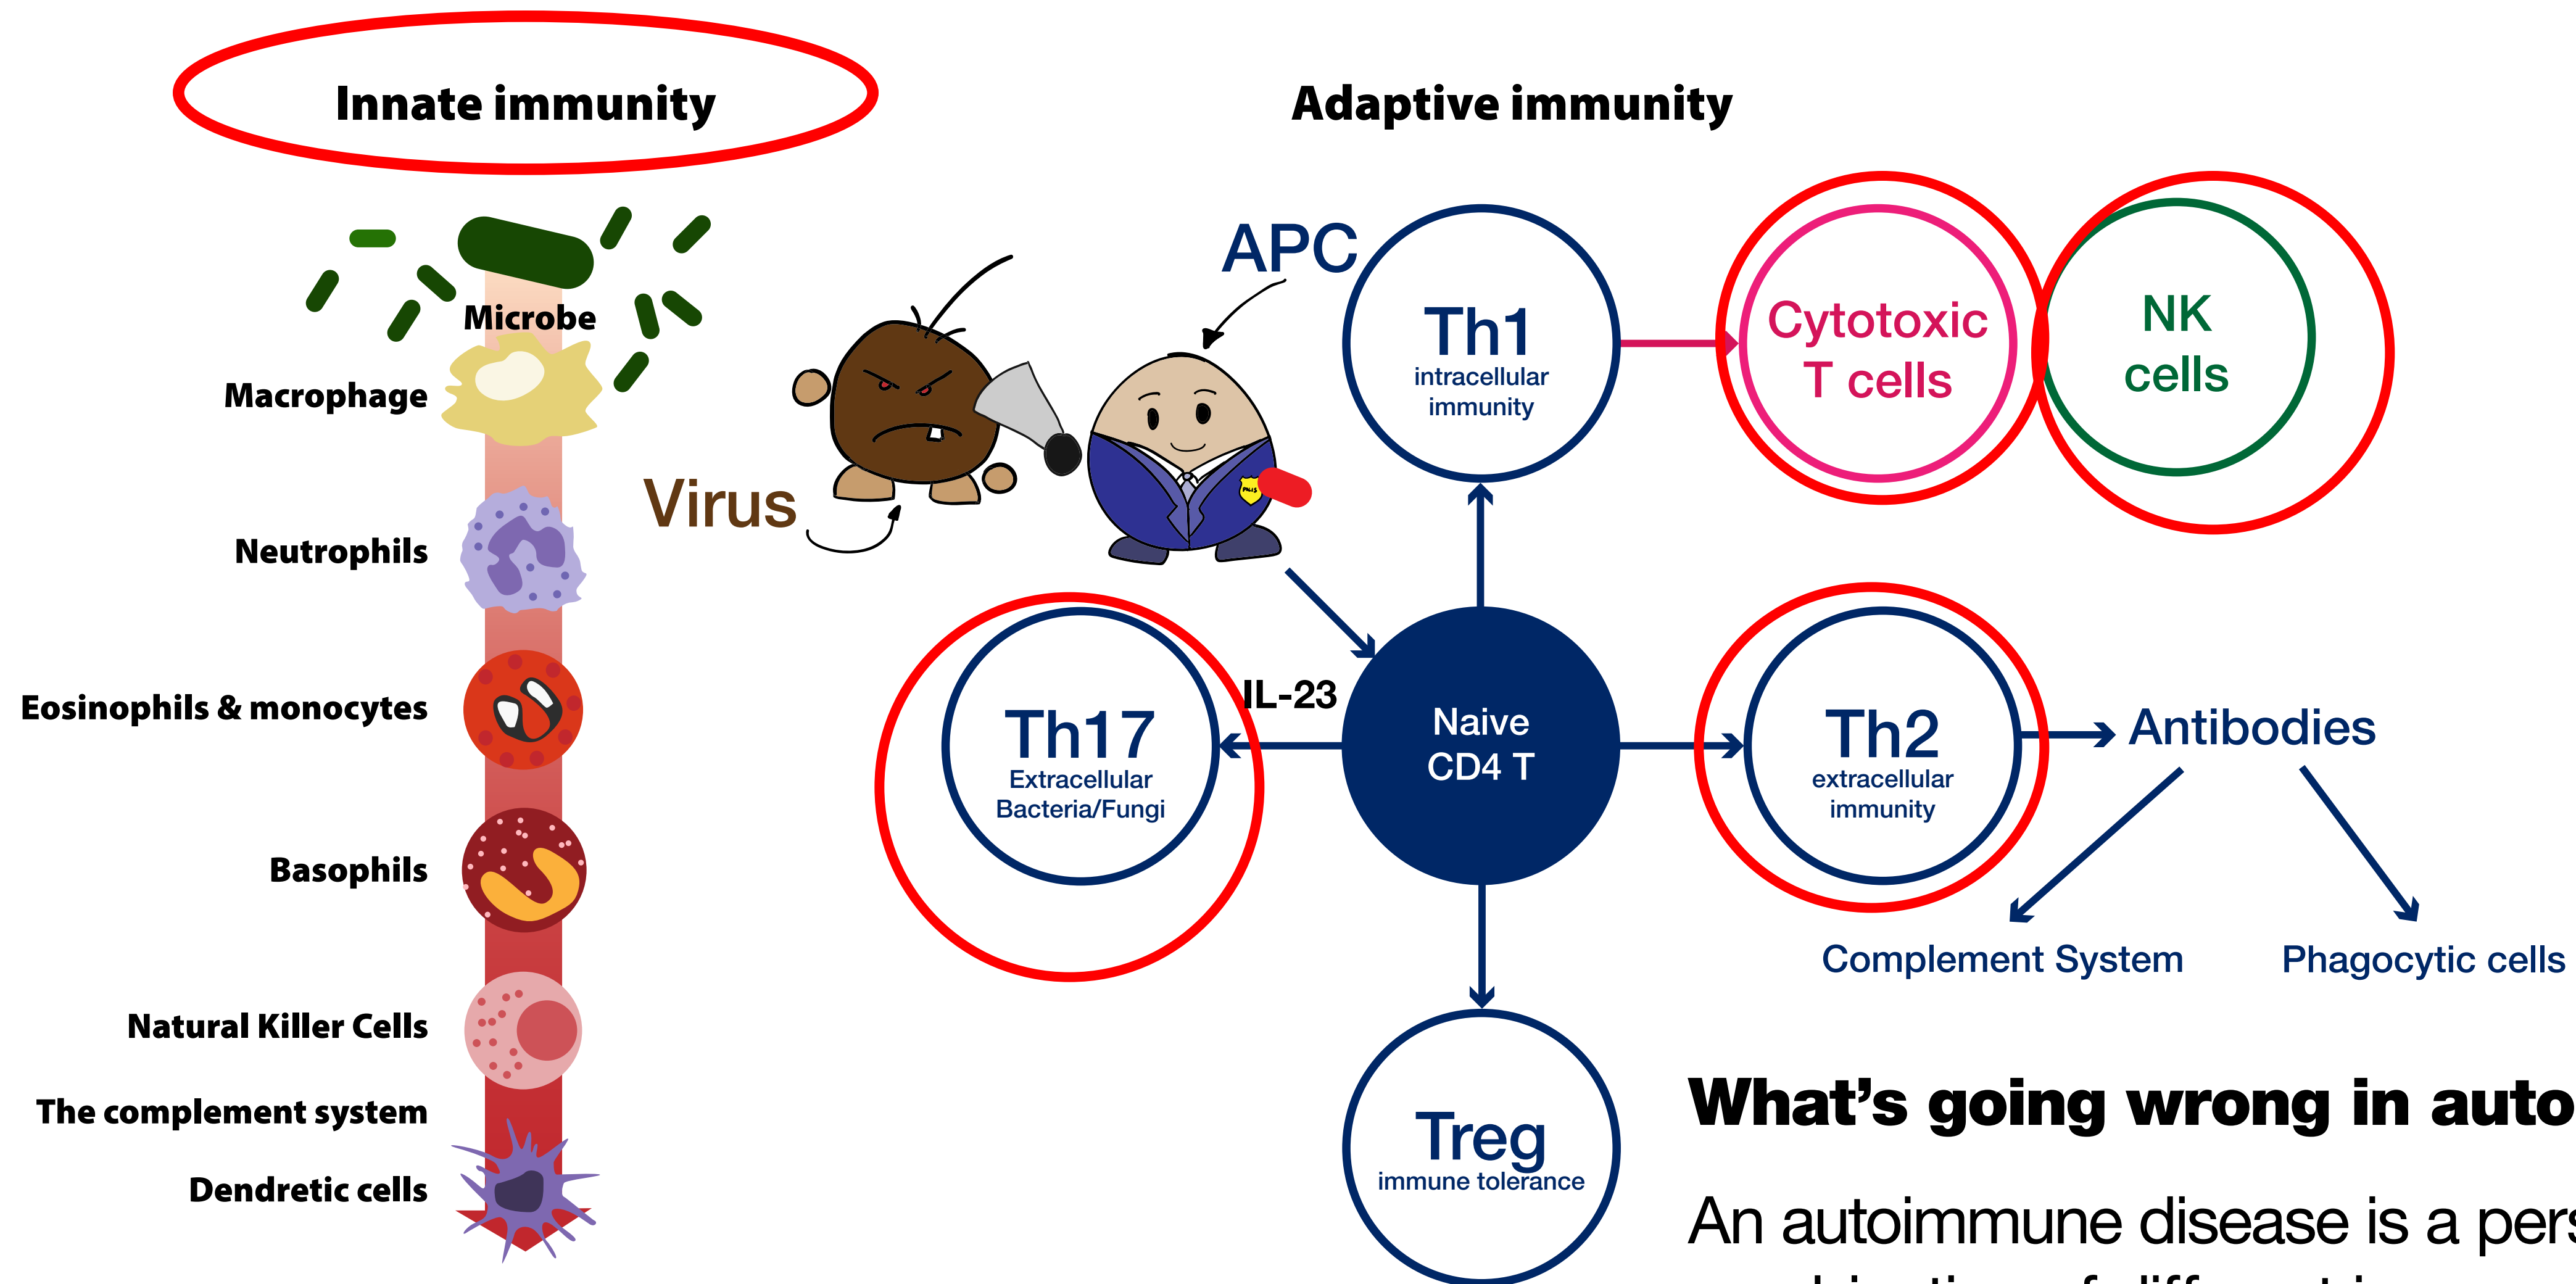 Innate immunity
Microbe
Macrophage
Neutrophils
Eosinophils & monocytes
Basophils
Natural Killer Cells
The complement system
Dendretic cells
Adaptive immunity
Virus
APC
POLIS
Th1
intracellular
immunity
Cytotoxic
T cells
NK
cells
Th17
Extracellular
Bacteria/Fungi
IL-23
Naive
CD4 T
Th2
extracellular
immunity
Antibodies
Complement System
Phagocytic cells
Treg
immune tolerance
What's going wrong in auto
An autoimmune disease is a pers